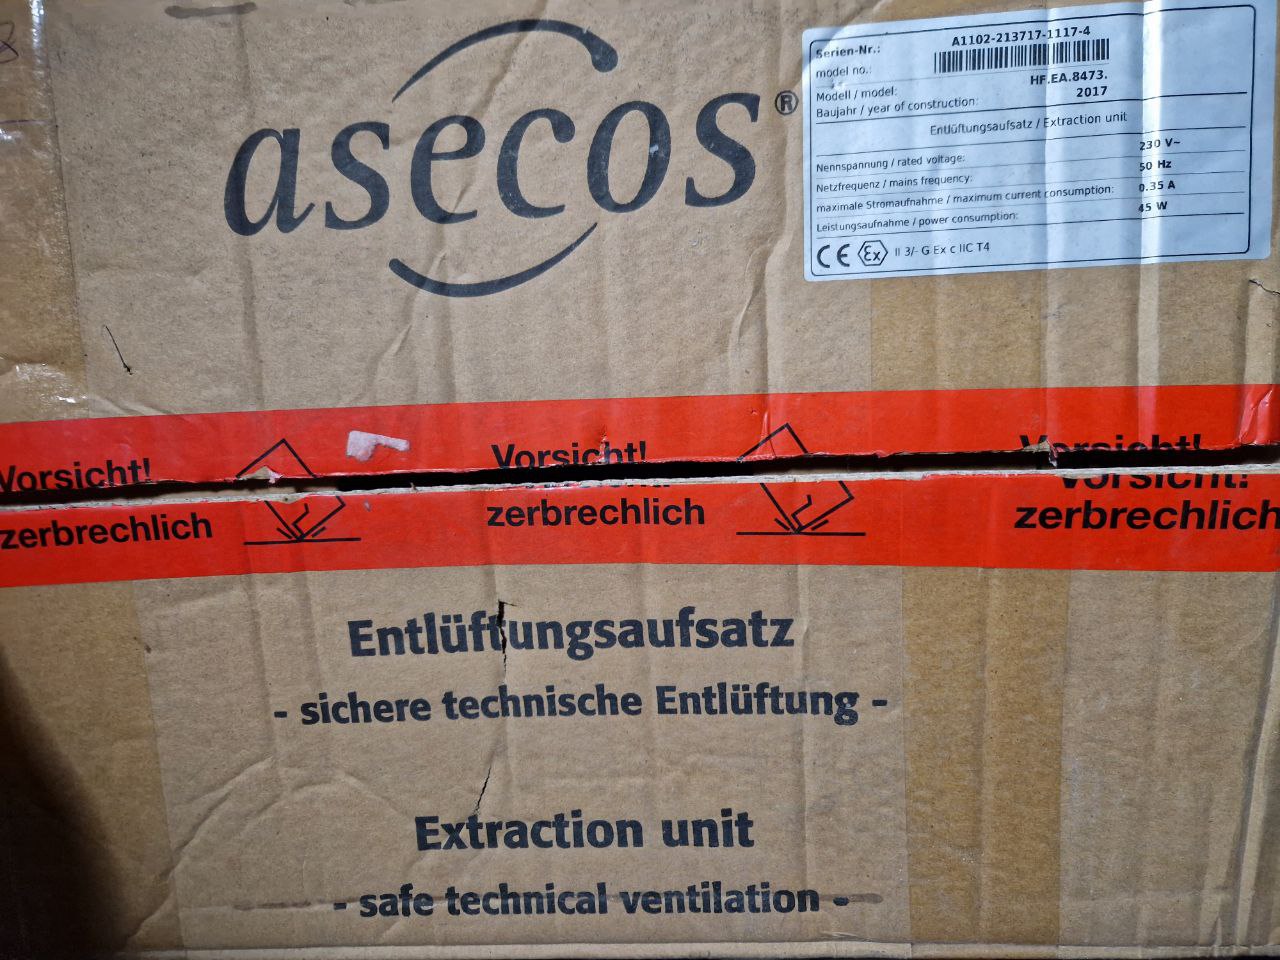 asecos®
Serien-Nr.: A1102-213717-1117-4
model no.:
Modell / model: HF.EA.8473.
Baujahr / year of construction: 2017
Entlüftungsaufsatz / Extraction unit
Nennspannung / rated voltage: 230 V~
Netzfrequenz / mains frequency: 50 Hz
maximale Stromaufnahme / maximum current consumption: 0.35 A
Leistungsaufnahme / power consumption: 45 W
CE Ex II 3/- G Ex c IIC T4
Vorsicht! Vorsicht! Vorsicht!
Vorsicht!
zerbrechlich zerbrechlich zerbrechlich
Entlüftungsaufsatz
- sichere technische Entlüftung -
Extraction unit
- safe technical ventilation -